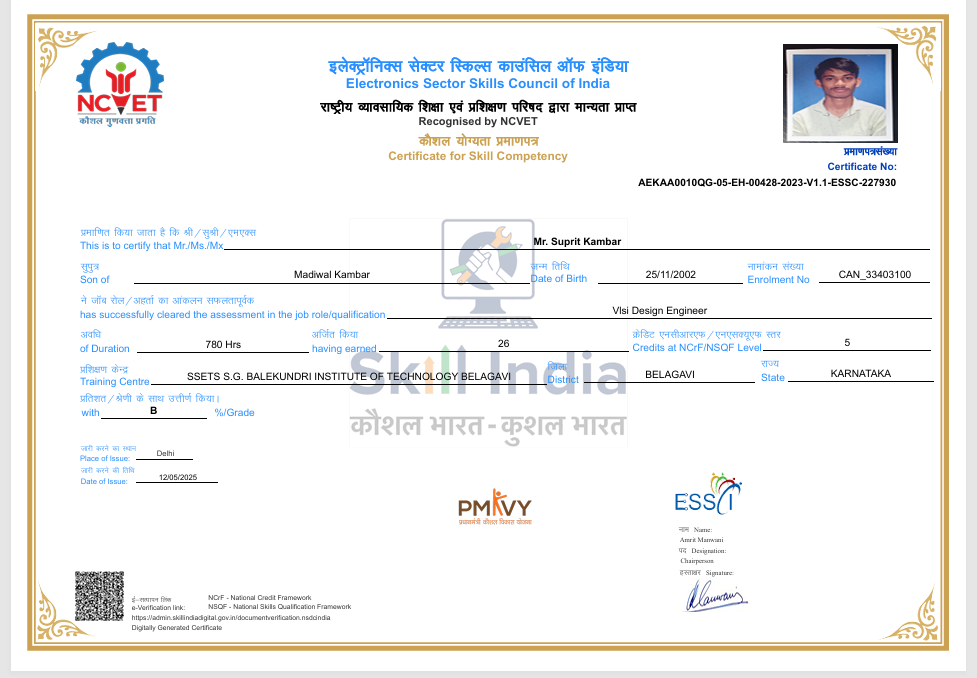 NCVET
कौशल गुणवत्ता प्रगति
इलेक्ट्रॉनिक्स सेक्टर स्किल्स काउंसिल ऑफ इंडिया
Electronics Sector Skills Council of India
राष्ट्रीय व्यावसायिक शिक्षा एवं प्रशिक्षण परिषद द्वारा मान्यता प्राप्त
Recognised by NCVET
कौशल योग्यता प्रमाणपत्र
Certificate for Skill Competency
प्रमाणपत्रसंख्या
Certificate No:
AEKAA0010QG-05-EH-00428-2023-V1.1-ESSC-227930
प्रमाणित किया जाता है कि श्री/सुश्री/एमएक्स
This is to certify that Mr./Ms./Mx Mr. Suprit Kambar
सुपुत्र जन्म तिथि नामांकन संख्या
Son of Madiwal Kambar Date of Birth 25/11/2002 Enrolment No CAN_33403100
ने जॉब रोल/अहर्ता का आंकलन सफलतापूर्वक
has successfully cleared the assessment in the job role/qualification Vlsi Design Engineer
अवधि अर्जित किया क्रेडिट एनसीआरएफ/एनएसक्यूएफ स्तर
of Duration 780 Hrs having earned 26 Credits at NCrF/NSQF Level 5
प्रशिक्षण केन्द्र जिला राज्य
Training Centre SSETS S.G. BALEKUNDRI INSTITUTE OF TECHNOLOGY BELAGAVI District BELAGAVI State KARNATAKA
प्रतिशत/श्रेणी के साथ उत्तीर्ण किया।
with B %/Grade
Skill India
कौशल भारत-कुशल भारत
जारी करने का स्थान
Place of Issue: Delhi
जारी करने की तिथि
Date of Issue: 12/05/2025
PMKVY
प्रधानमंत्री कौशल विकास योजना
ESSCI
नाम Name:
Amrit Manwani
पद Designation:
Chairperson
हस्ताक्षर Signature:
ई-सत्यापन लिंक NCrF - National Credit Framework
e-Verification link: NSQF - National Skills Qualification Framework
https://admin.skillindiadigital.gov.in/documentverification.nsdcindia
Digitally Generated Certificate